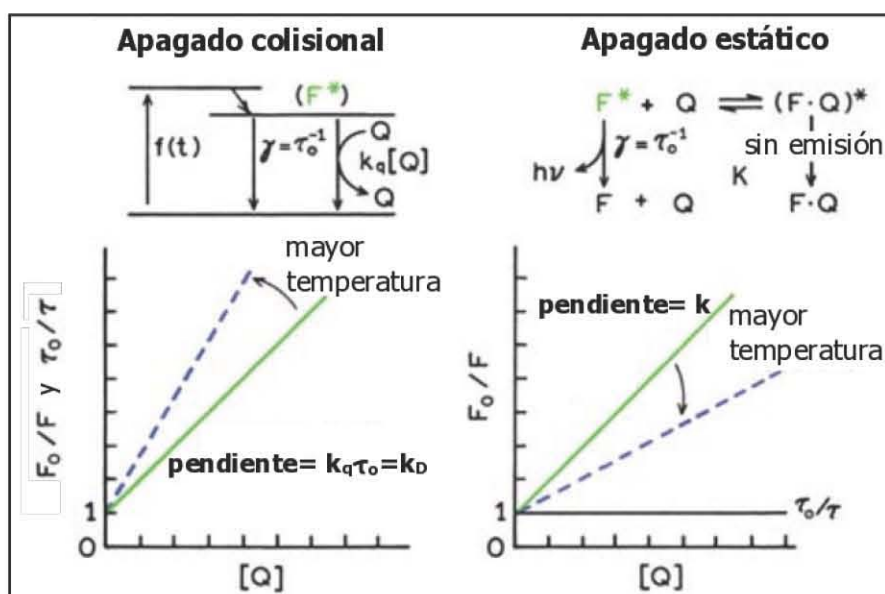 Apagado colisional
(F*)
f(t)
γ=τ₀⁻¹
Q
k_q[Q]
Q
F₀/F y τ₀/τ
mayor
temperatura
pendiente= k_qτ₀=k_D
1
0
[Q]
Apagado estático
F* + Q ⇌ (F·Q)*
γ=τ₀⁻¹
sin emisión
hν
K
F + Q
F·Q
F₀/F
pendiente= k
mayor
temperatura
τ₀/τ
1
0
[Q]